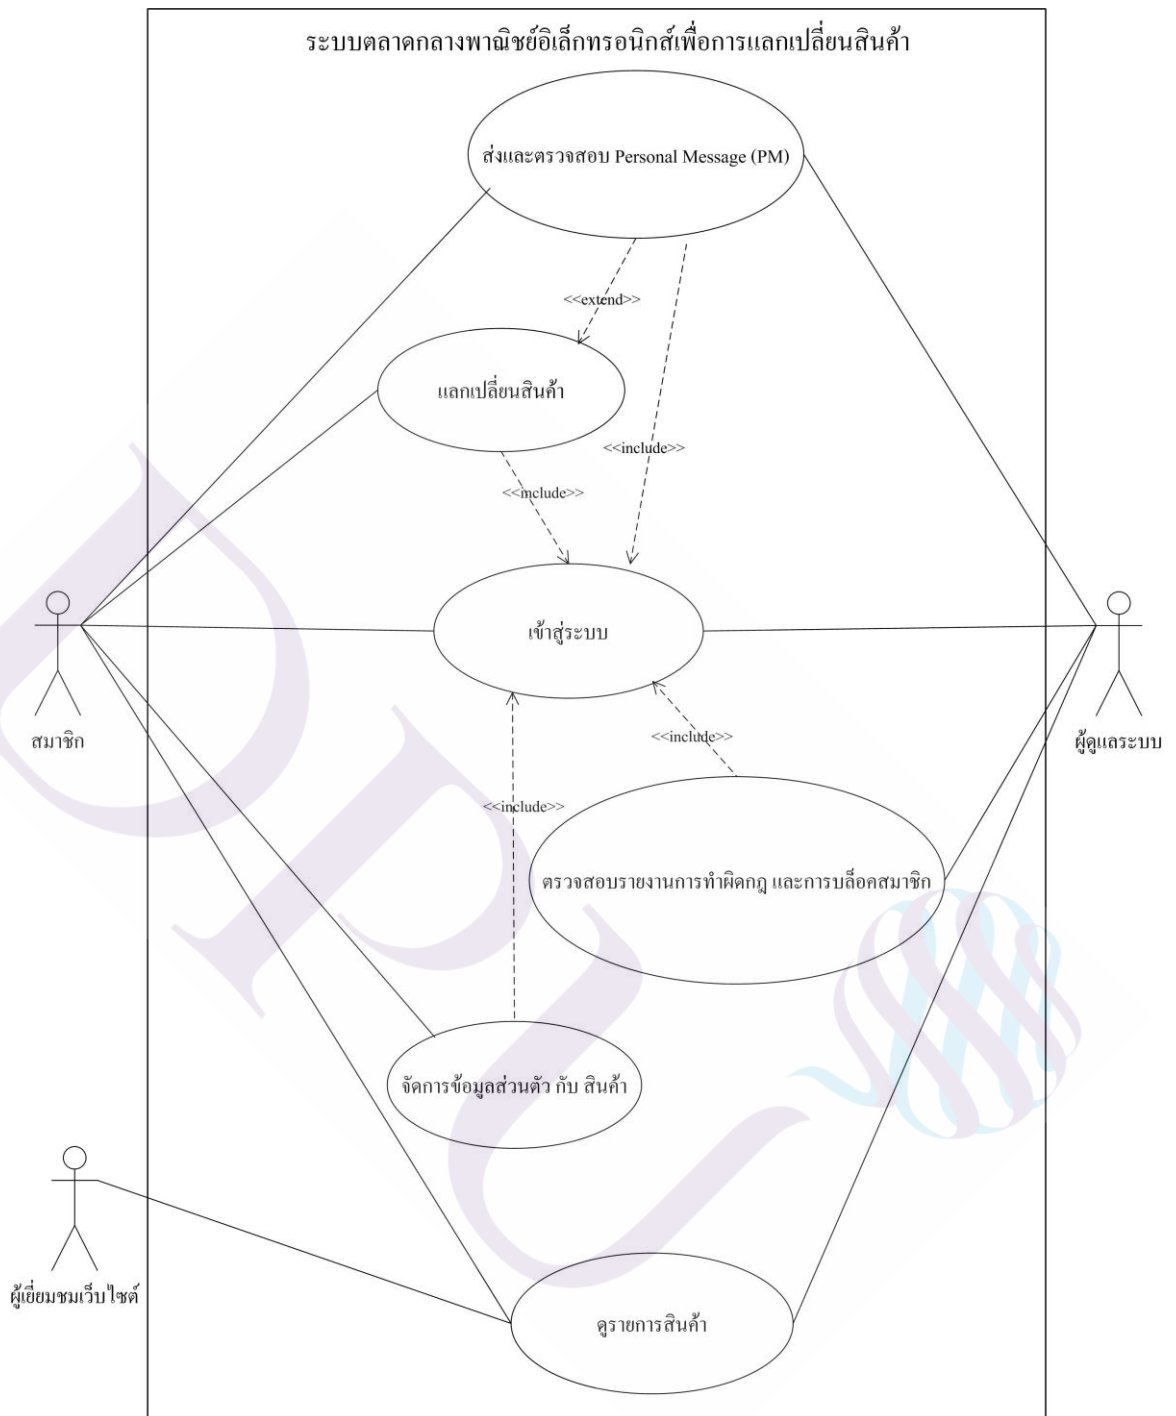 ระบบตลาดกลางพาณิชย์อิเล็กทรอนิกส์เพื่อการแลกเปลี่ยนสินค้า
ส่งและตรวจสอบ Personal Message (PM)
<<extend>>
แลกเปลี่ยนสินค้า
<<include>>
<<include>>
เข้าสู่ระบบ
สมาชิก
ผู้ดูแลระบบ
<<include>>
<<include>>
ตรวจสอบรายงานการทำผิดกฎ และการบล็อคสมาชิก
จัดการข้อมูลส่วนตัว กับ สินค้า
ผู้เยี่ยมชมเว็บไซต์
ดูรายการสินค้า
DPU